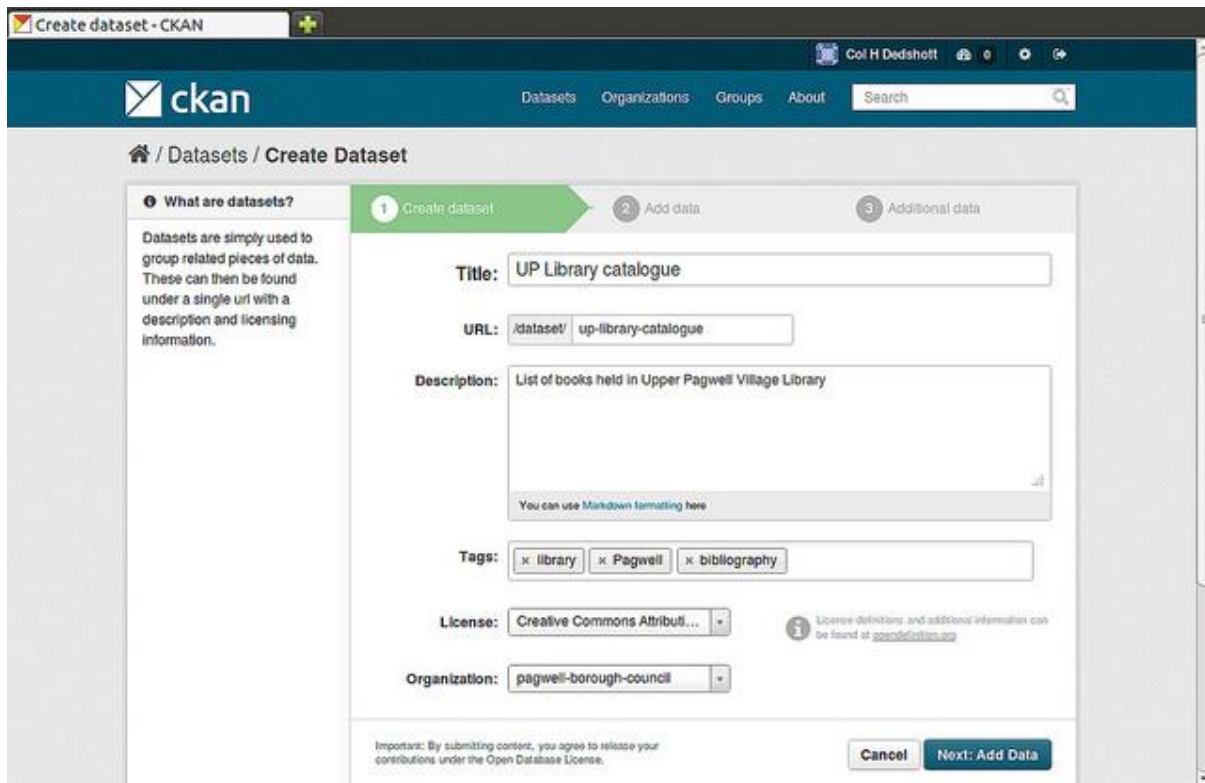 Create dataset - CKAN
Col H Dedshott 0
ckan
Datasets Organizations Groups About Search
/ Datasets / Create Dataset
What are datasets?
Datasets are simply used to
group related pieces of data.
These can then be found
under a single url with a
description and licensing
information.
1 Create dataset 2 Add data 3 Additional data
Title: UP Library catalogue
URL: /dataset/ up-library-catalogue
Description: List of books held in Upper Pagwell Village Library
You can use Markdown formatting here
Tags: × library × Pagwell × bibliography
License: Creative Commons Attributi...
License definitions and additional information can
be found at opendefinition.org
Organization: pagwell-borough-council
Important: By submitting content, you agree to release your
contributions under the Open Database License.
Cancel Next: Add Data